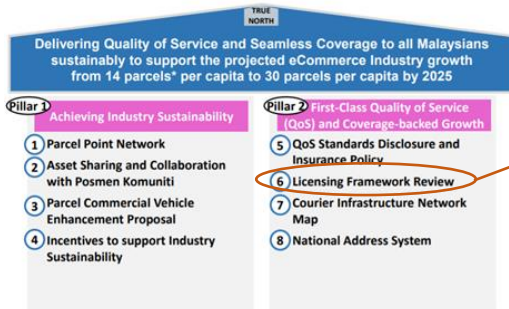 TRUE
NORTH
Delivering Quality of Service and Seamless Coverage to all Malaysians
sustainably to support the projected eCommerce Industry growth
from 14 parcels* per capita to 30 parcels per capita by 2025
Pillar 1
Achieving Industry Sustainability
1 Parcel Point Network
2 Asset Sharing and Collaboration
with Posmen Komuniti
3 Parcel Commercial Vehicle
Enhancement Proposal
4 Incentives to support Industry
Sustainability
Pillar 2
First-Class Quality of Service
(QoS) and Coverage-backed Growth
5 QoS Standards Disclosure and
Insurance Policy
6 Licensing Framework Review
7 Courier Infrastructure Network
Map
8 National Address System